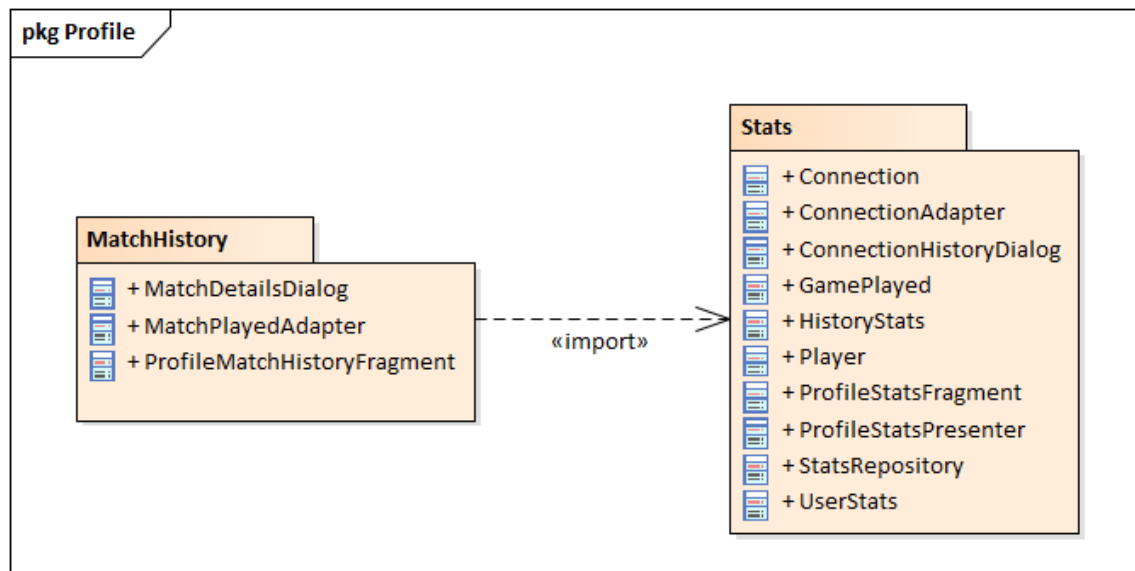 pkg Profile
MatchHistory
+ MatchDetailsDialog
+ MatchPlayedAdapter
+ ProfileMatchHistoryFragment
«import»
Stats
+ Connection
+ ConnectionAdapter
+ ConnectionHistoryDialog
+ GamePlayed
+ HistoryStats
+ Player
+ ProfileStatsFragment
+ ProfileStatsPresenter
+ StatsRepository
+ UserStats